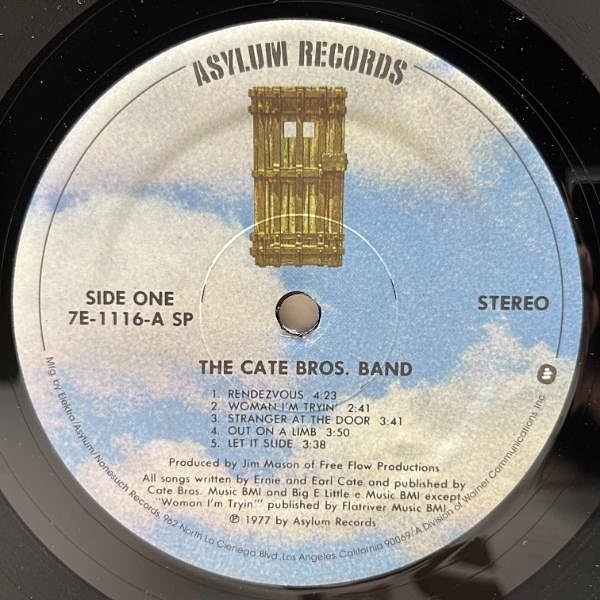 ASYLUM RECORDS
SIDE ONE
7E-1116-A SP
STEREO
THE CATE BROS. BAND
1. RENDEZVOUS 4:23
2. WOMAN I'M TRYIN' 2:41
3. STRANGER AT THE DOOR 3:41
4. OUT ON A LIMB 3:50
5. LET IT SLIDE 3:38
Produced by Jim Mason of Free Flow Productions
All songs written by Ernie and Earl Cate and published by
Cate Bros. Music BMI and Big E Little e Music BMI except
"Woman I'm Tryin'" published by Flatriver Music BMI
℗ 1977 by Asylum Records
Mfg. by Elektra/Asylum/Nonesuch Records, 962 North La Cienega Blvd., Los Angeles, California 90069/A Division of Warner Communications Inc.